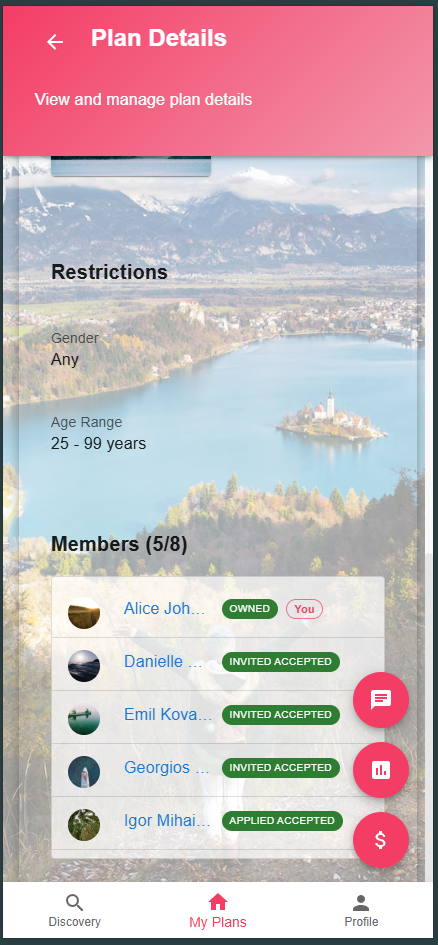 Plan Details
View and manage plan details
Restrictions
Gender
Any
Age Range
25 - 99 years
Members (5/8)
Alice Joh... OWNED You
Danielle ... INVITED ACCEPTED
Emil Kova... INVITED ACCEPTED
Georgios ... INVITED ACCEPTED
Igor Mihai... APPLIED ACCEPTED
$
Discovery My Plans Profile